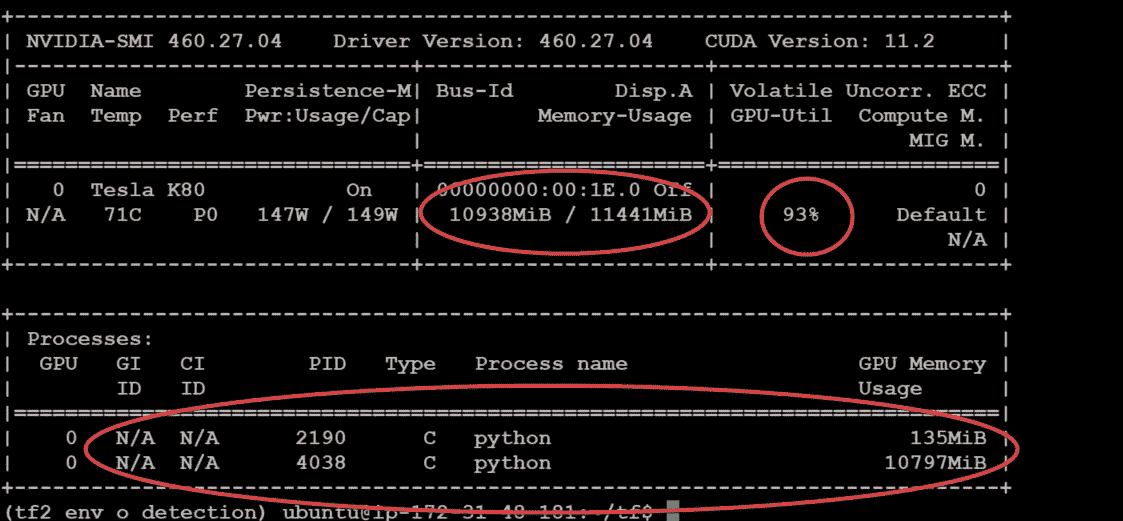 +-----------------------------------------------------------------------------+
| NVIDIA-SMI 460.27.04    Driver Version: 460.27.04    CUDA Version: 11.2     |
|-------------------------------+----------------------+----------------------+
| GPU  Name        Persistence-M| Bus-Id        Disp.A | Volatile Uncorr. ECC |
| Fan  Temp  Perf  Pwr:Usage/Cap|         Memory-Usage | GPU-Util  Compute M. |
|                               |                      |               MIG M. |
|===============================+======================+======================|
|   0  Tesla K80           On   | 00000000:00:1E.0 Off |                    0 |
| N/A   71C    P0   147W / 149W |  10938MiB / 11441MiB |     93%      Default |
|                               |                      |                  N/A |
+-------------------------------+----------------------+----------------------+
+-----------------------------------------------------------------------------+
| Processes:                                                                  |
|  GPU   GI   CI        PID   Type   Process name                  GPU Memory |
|        ID   ID                                                   Usage      |
|=============================================================================|
|    0   N/A  N/A      2190      C   python                            135MiB |
|    0   N/A  N/A      4038      C   python                          10797MiB |
+-----------------------------------------------------------------------------+
(tf2 env o detection) ubuntu@ip-172-31-48-181:~/tf$